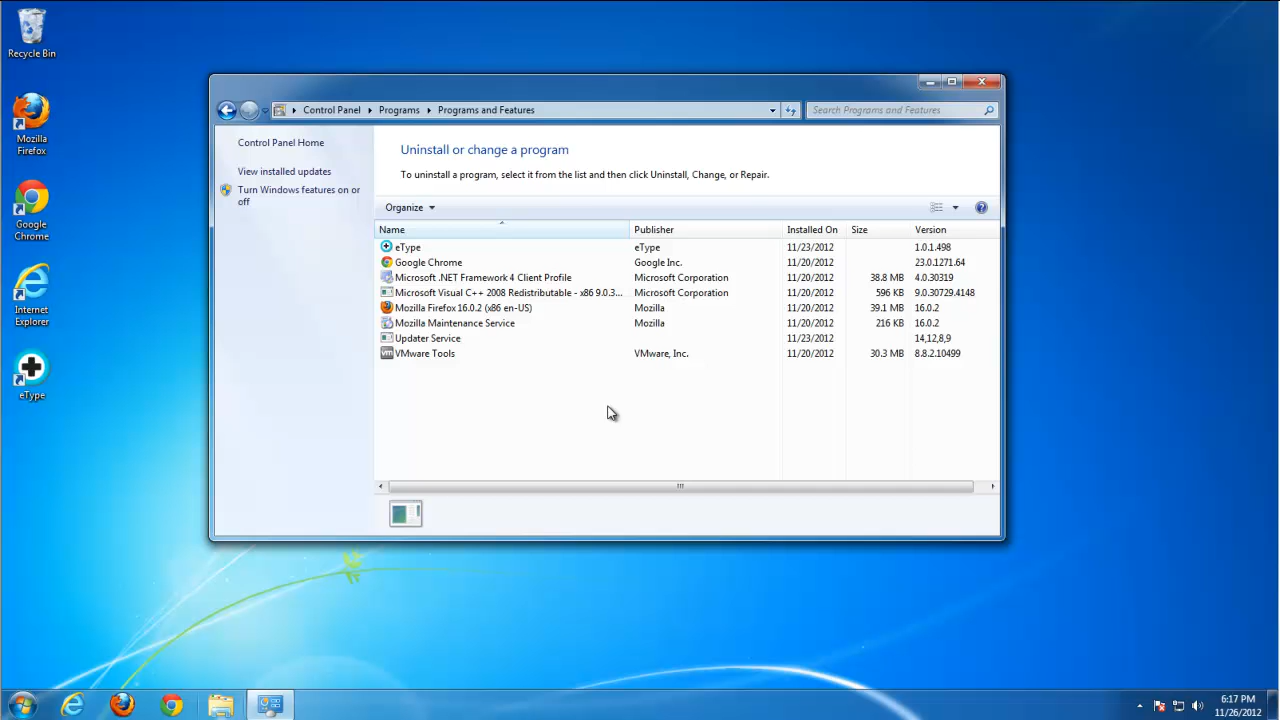 Recycle Bin
Mozilla
Firefox
Google
Chrome
Internet
Explorer
eType
Control Panel Programs Programs and Features
Search Programs and Features
Control Panel Home
View installed updates
Turn Windows features on or
off
Uninstall or change a program
To uninstall a program, select it from the list and then click Uninstall, Change, or Repair.
Organize
Name Publisher Installed On Size Version
eType eType 11/23/2012 1.0.1.498
Google Chrome Google Inc. 11/20/2012 23.0.1271.64
Microsoft .NET Framework 4 Client Profile Microsoft Corporation 11/20/2012 38.8 MB 4.0.30319
Microsoft Visual C++ 2008 Redistributable - x86 9.0.3... Microsoft Corporation 11/20/2012 596 KB 9.0.30729.4148
Mozilla Firefox 16.0.2 (x86 en-US) Mozilla 11/20/2012 39.1 MB 16.0.2
Mozilla Maintenance Service Mozilla 11/20/2012 216 KB 16.0.2
Updater Service 11/23/2012 14,12,8,9
vm VMware Tools VMware, Inc. 11/20/2012 30.3 MB 8.8.2.10499
6:17 PM
11/26/2012